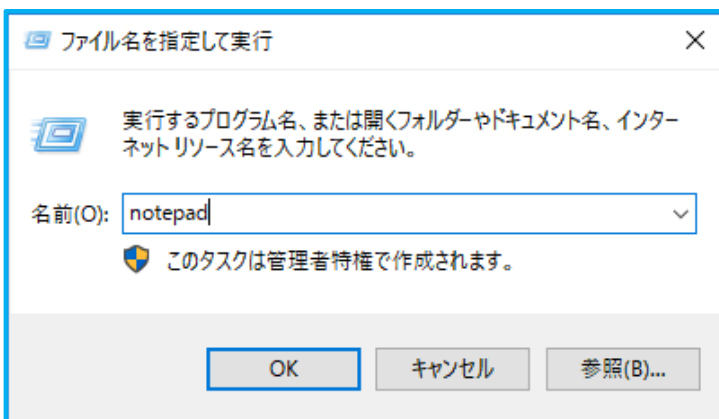 ファイル名を指定して実行
実行するプログラム名、または開くフォルダーやドキュメント名、インター
ネット リソース名を入力してください。
名前(O): notepad
このタスクは管理者特権で作成されます。
OK キャンセル 参照(B)...